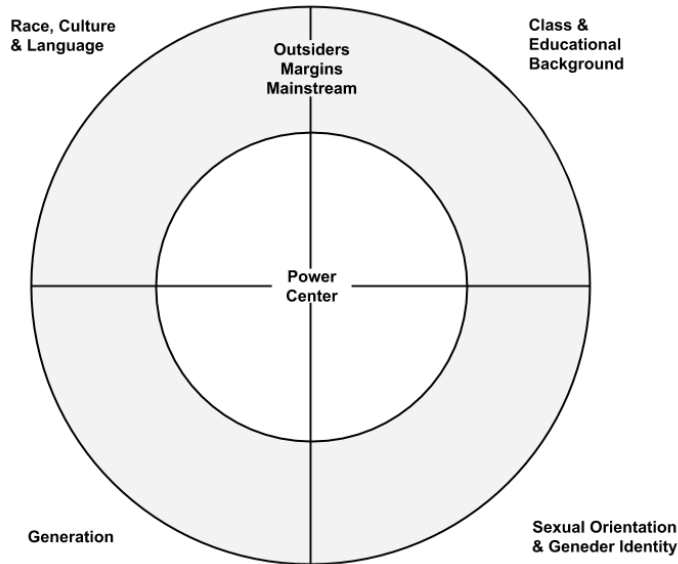 Race, Culture
& Language
Outsiders
Margins
Mainstream
Class &
Educational
Background
Power
Center
Generation
Sexual Orientation
& Geneder Identity